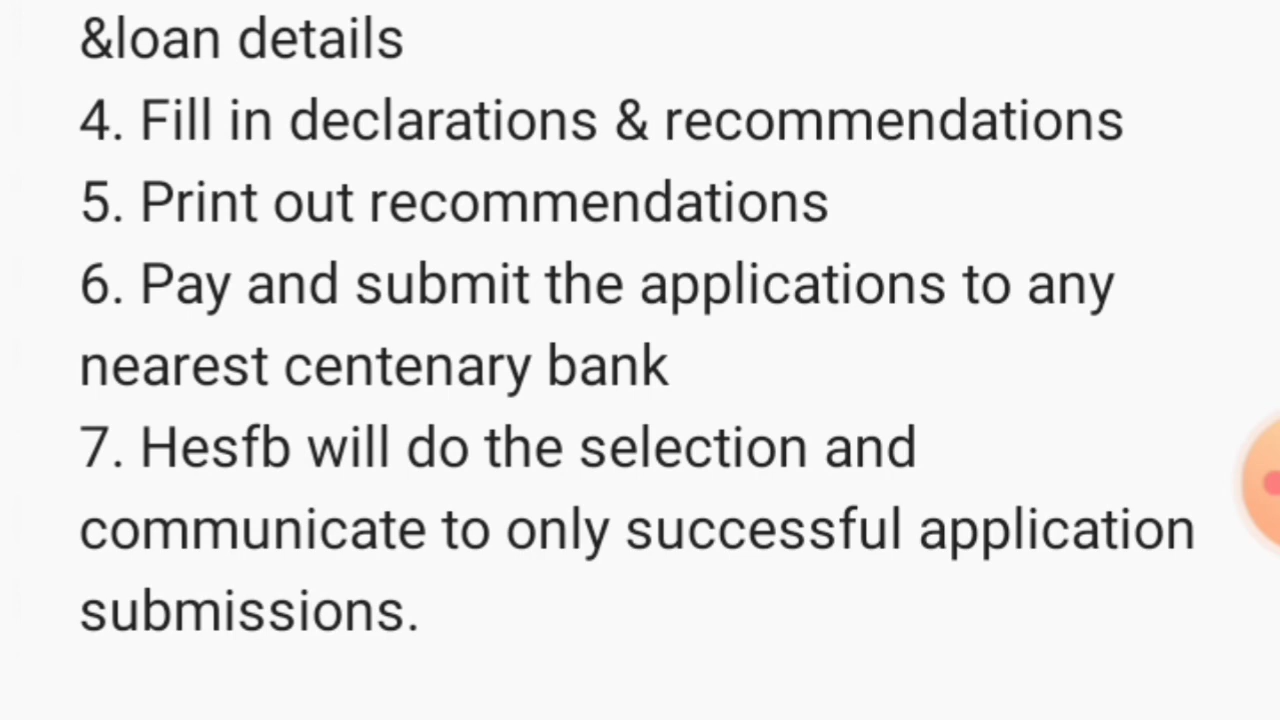 &loan details
4. Fill in declarations & recommendations
5. Print out recommendations
6. Pay and submit the applications to any
nearest centenary bank
7. Hesfb will do the selection and
communicate to only successful application
submissions.